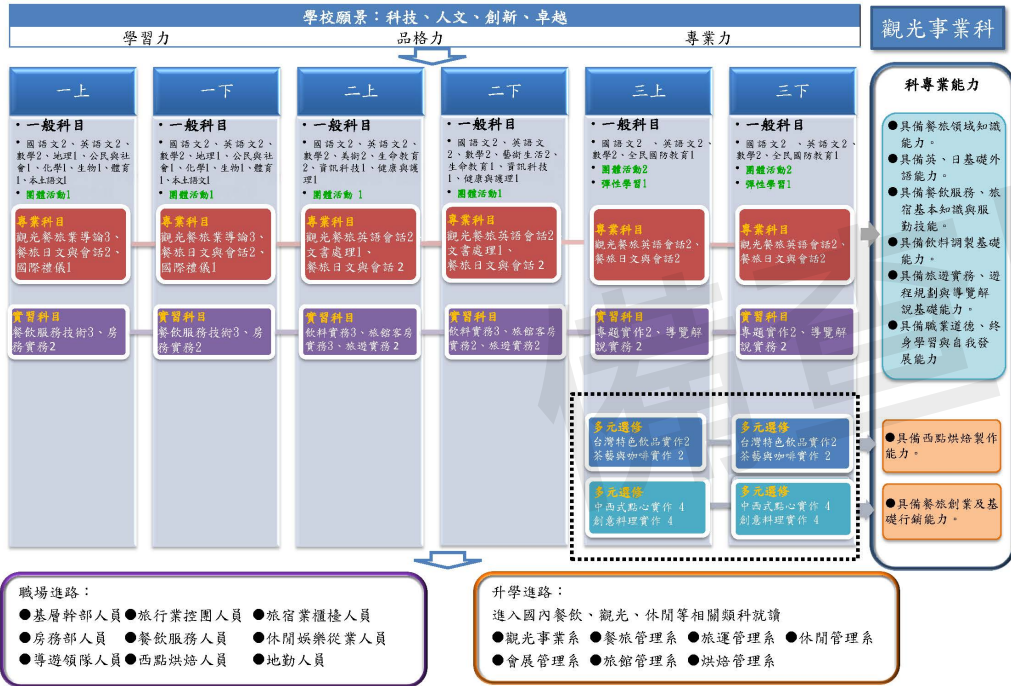 學校願景：科技、人文、創新、卓越
學習力
品格力
專業力
觀光事業科
一上
・一般科目
• 國語文2、英語文2、
數學2、地理1、公民與社
會1、化學1、生物1、體育
1、本土語文1
• 團體活動1
專業科目
觀光餐旅業導論3、
餐旅日文與會話2、
國際禮儀1
實習科目
餐飲服務技術3、房
務實務2
一下
・一般科目
• 國語文2、英語文2、
數學2、地理1、公民與社
會1、化學1、生物1、體育
1、本土語文1
• 團體活動1
專業科目
觀光餐旅業導論3、
餐旅日文與會話2、
國際禮儀1
實習科目
餐飲服務技術3、房
務實務2
二上
・一般科目
• 國語文2、英語文2、
數學2、美術2、生命教育
2、資訊科技1、健康與護
理1
• 團體活動 1
專業科目
觀光餐旅英語會話2
文書處理1、
餐旅日文與會話 2
實習科目
飲料實務3、旅館客房
實務3、旅遊實務2
二下
・一般科目
• 國語文2、英語文
2、數學2、藝術生活2、
生命教育1、資訊科技
1、健康與護理1
• 團體活動1
專業科目
觀光餐旅英語會話2
文書處理1、
餐旅日文與會話2
實習科目
飲料實務3、旅館客房
實務2、旅遊實務2
三上
・一般科目
• 國語文2 、英語文2、
數學2、全民國防教育1
• 團體活動2
• 彈性學習1
專業科目
觀光餐旅英語會話2、
餐旅日文與會話2
實習科目
專題實作2、導覽解
說實務2
多元選修
台灣特色飲品實作2
茶藝與咖啡實作 2
多元選修
中西式點心實作 4
創意料理實作 4
三下
・一般科目
• 國語文2、英語文2、
數學2、全民國防教育1
• 團體活動2
• 彈性學習1
專業科目
觀光餐旅英語會話2、
餐旅日文與會話2
實習科目
專題實作2、導覽解
說實務2
多元選修
台灣特色飲品實作2
茶藝與咖啡實作 2
多元選修
中西式點心實作 4
創意料理實作 4
科專業能力
●具備餐旅領域知識
能力。
●具備英、日基礎外
語能力。
●具備餐飲服務、旅
宿基本知識與服
勤技能。
●具備飲料調製基礎
能力。
●具備旅遊實務、遊
程規劃與導覽解
說基礎能力。
●具備職業道德、終
身學習與自我發
展能力
●具備西點烘焙製作
能力。
●具備餐旅創業及基
礎行銷能力。
備查
職場進路：
●基層幹部人員 ●旅行業控團人員 ●旅宿業櫃檯人員
●房務部人員 ●餐飲服務人員 ●休閒娛樂從業人員
●導遊領隊人員 ●西點烘焙人員 ●地勤人員
升學進路：
進入國內餐飲、觀光、休閒等相關類科就讀
●觀光事業系 ●餐旅管理系 ●旅運管理系 ●休閒管理系
●會展管理系 ●旅館管理系 ●烘焙管理系